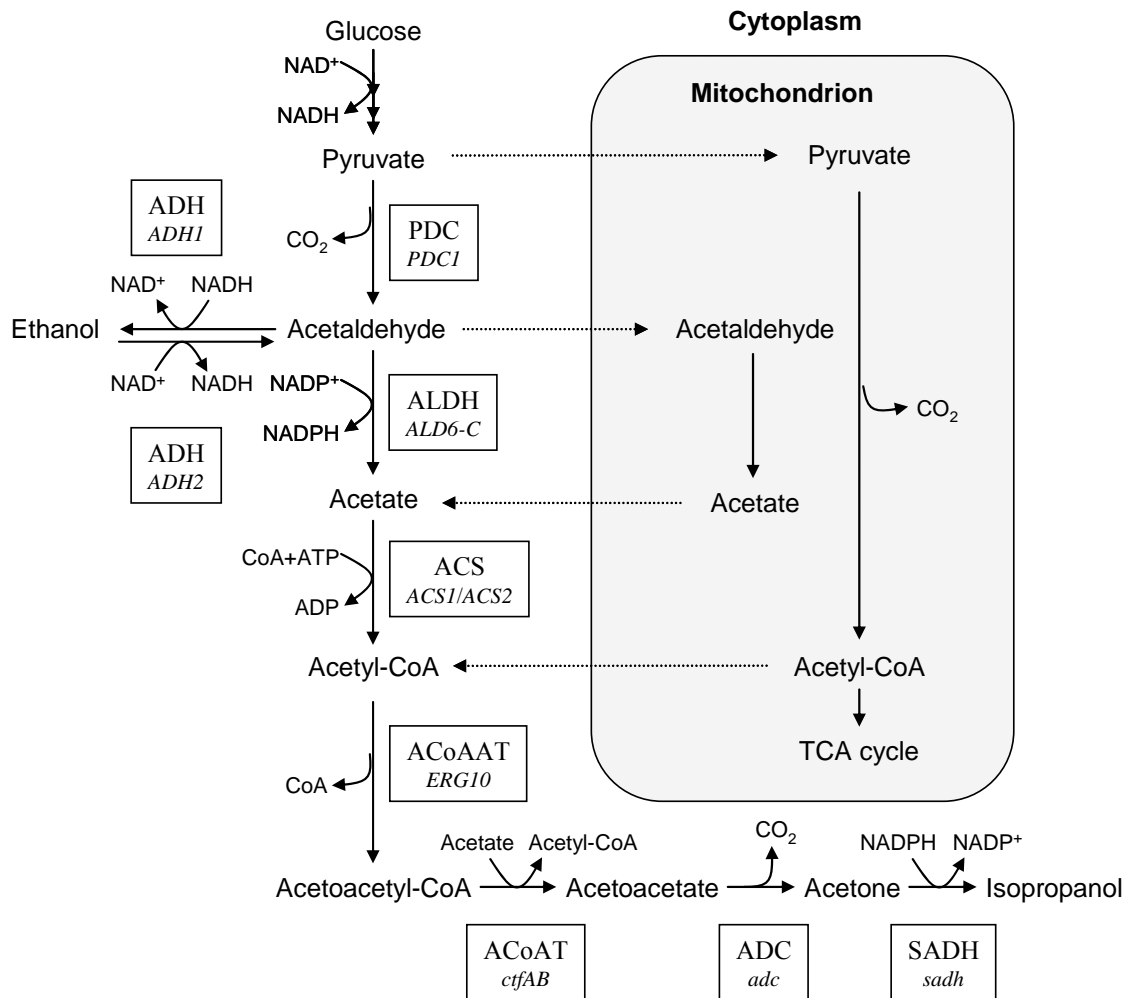 Cytoplasm
Glucose
NAD⁺
NADH
Mitochondrion
Pyruvate
Pyruvate
ADH
ADH1
CO₂
PDC
PDC1
NAD⁺
NADH
Ethanol
Acetaldehyde
Acetaldehyde
NAD⁺
NADH
NADP⁺
NADPH
ALDH
ALD6-C
CO₂
ADH
ADH2
Acetate
Acetate
CoA+ATP
ADP
ACS
ACS1/ACS2
Acetyl-CoA
Acetyl-CoA
TCA cycle
CoA
ACoAAT
ERG10
Acetate
Acetyl-CoA
CO₂
NADPH
NADP⁺
Acetoacetyl-CoA
Acetoacetate
Acetone
Isopropanol
ACoAT
ctfAB
ADC
adc
SADH
sadh